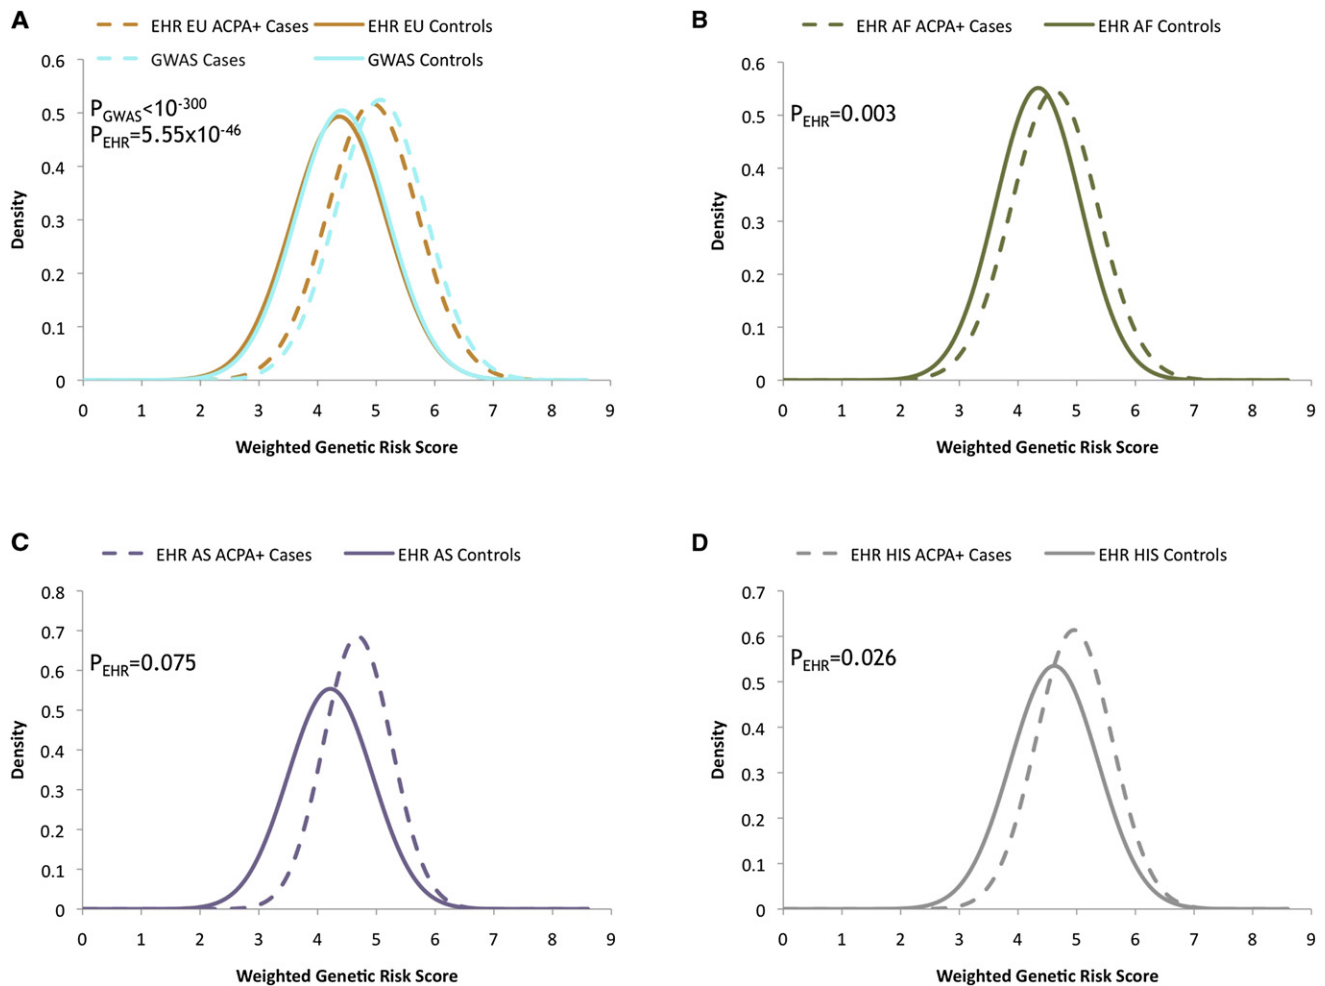 A
EHR EU ACPA+ Cases EHR EU Controls
GWAS Cases GWAS Controls
P_GWAS<10^-300
P_EHR=5.55x10^-46
0.6
0.5
0.4
0.3
0.2
0.1
0
Density
0 1 2 3 4 5 6 7 8 9
Weighted Genetic Risk Score
B
EHR AF ACPA+ Cases EHR AF Controls
P_EHR=0.003
0.6
0.5
0.4
0.3
0.2
0.1
0
Density
0 1 2 3 4 5 6 7 8 9
Weighted Genetic Risk Score
C
EHR AS ACPA+ Cases EHR AS Controls
P_EHR=0.075
0.8
0.7
0.6
0.5
0.4
0.3
0.2
0.1
0
Density
0 1 2 3 4 5 6 7 8 9
Weighted Genetic Risk Score
D
EHR HIS ACPA+ Cases EHR HIS Controls
P_EHR=0.026
0.7
0.6
0.5
0.4
0.3
0.2
0.1
0
Density
0 1 2 3 4 5 6 7 8 9
Weighted Genetic Risk Score